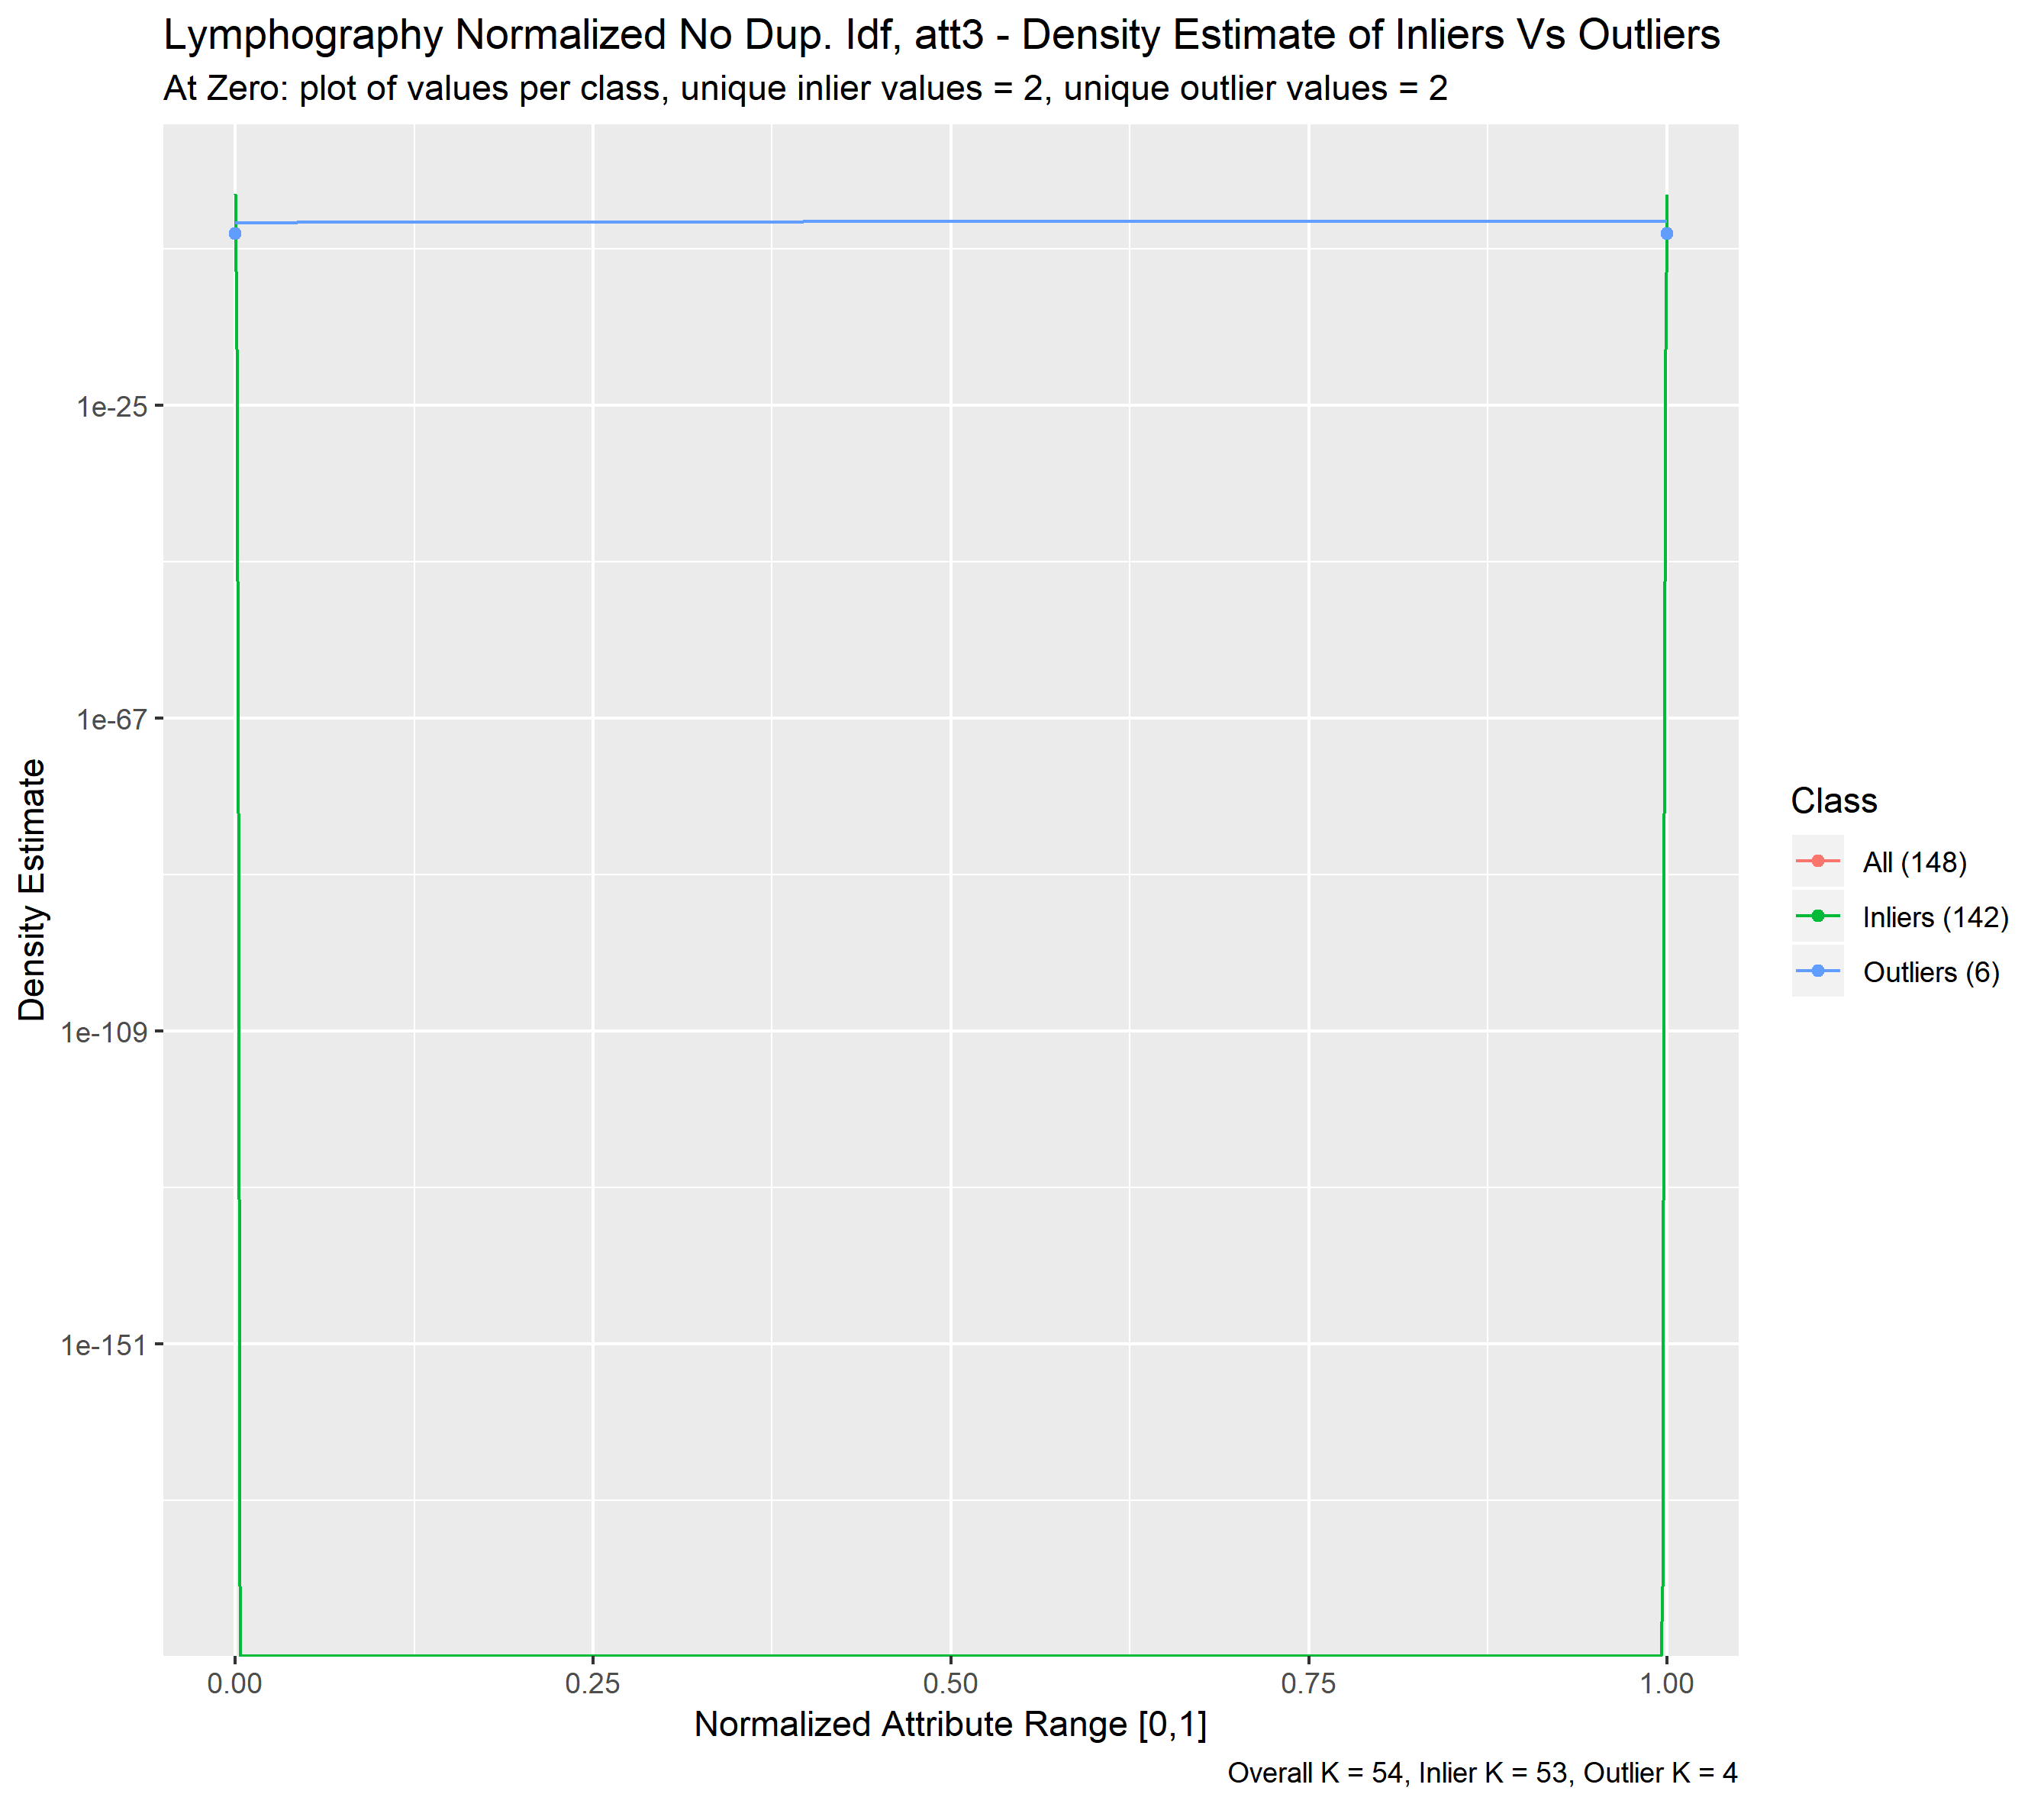 Lymphography Normalized No Dup. Idf, att3 - Density Estimate of Inliers Vs Outliers
At Zero: plot of values per class, unique inlier values = 2, unique outlier values = 2
1e-25
1e-67
1e-109
1e-151
Density Estimate
0.00 0.25 0.50 0.75 1.00
Normalized Attribute Range [0,1]
Overall K = 54, Inlier K = 53, Outlier K = 4
Class
All (148)
Inliers (142)
Outliers (6)